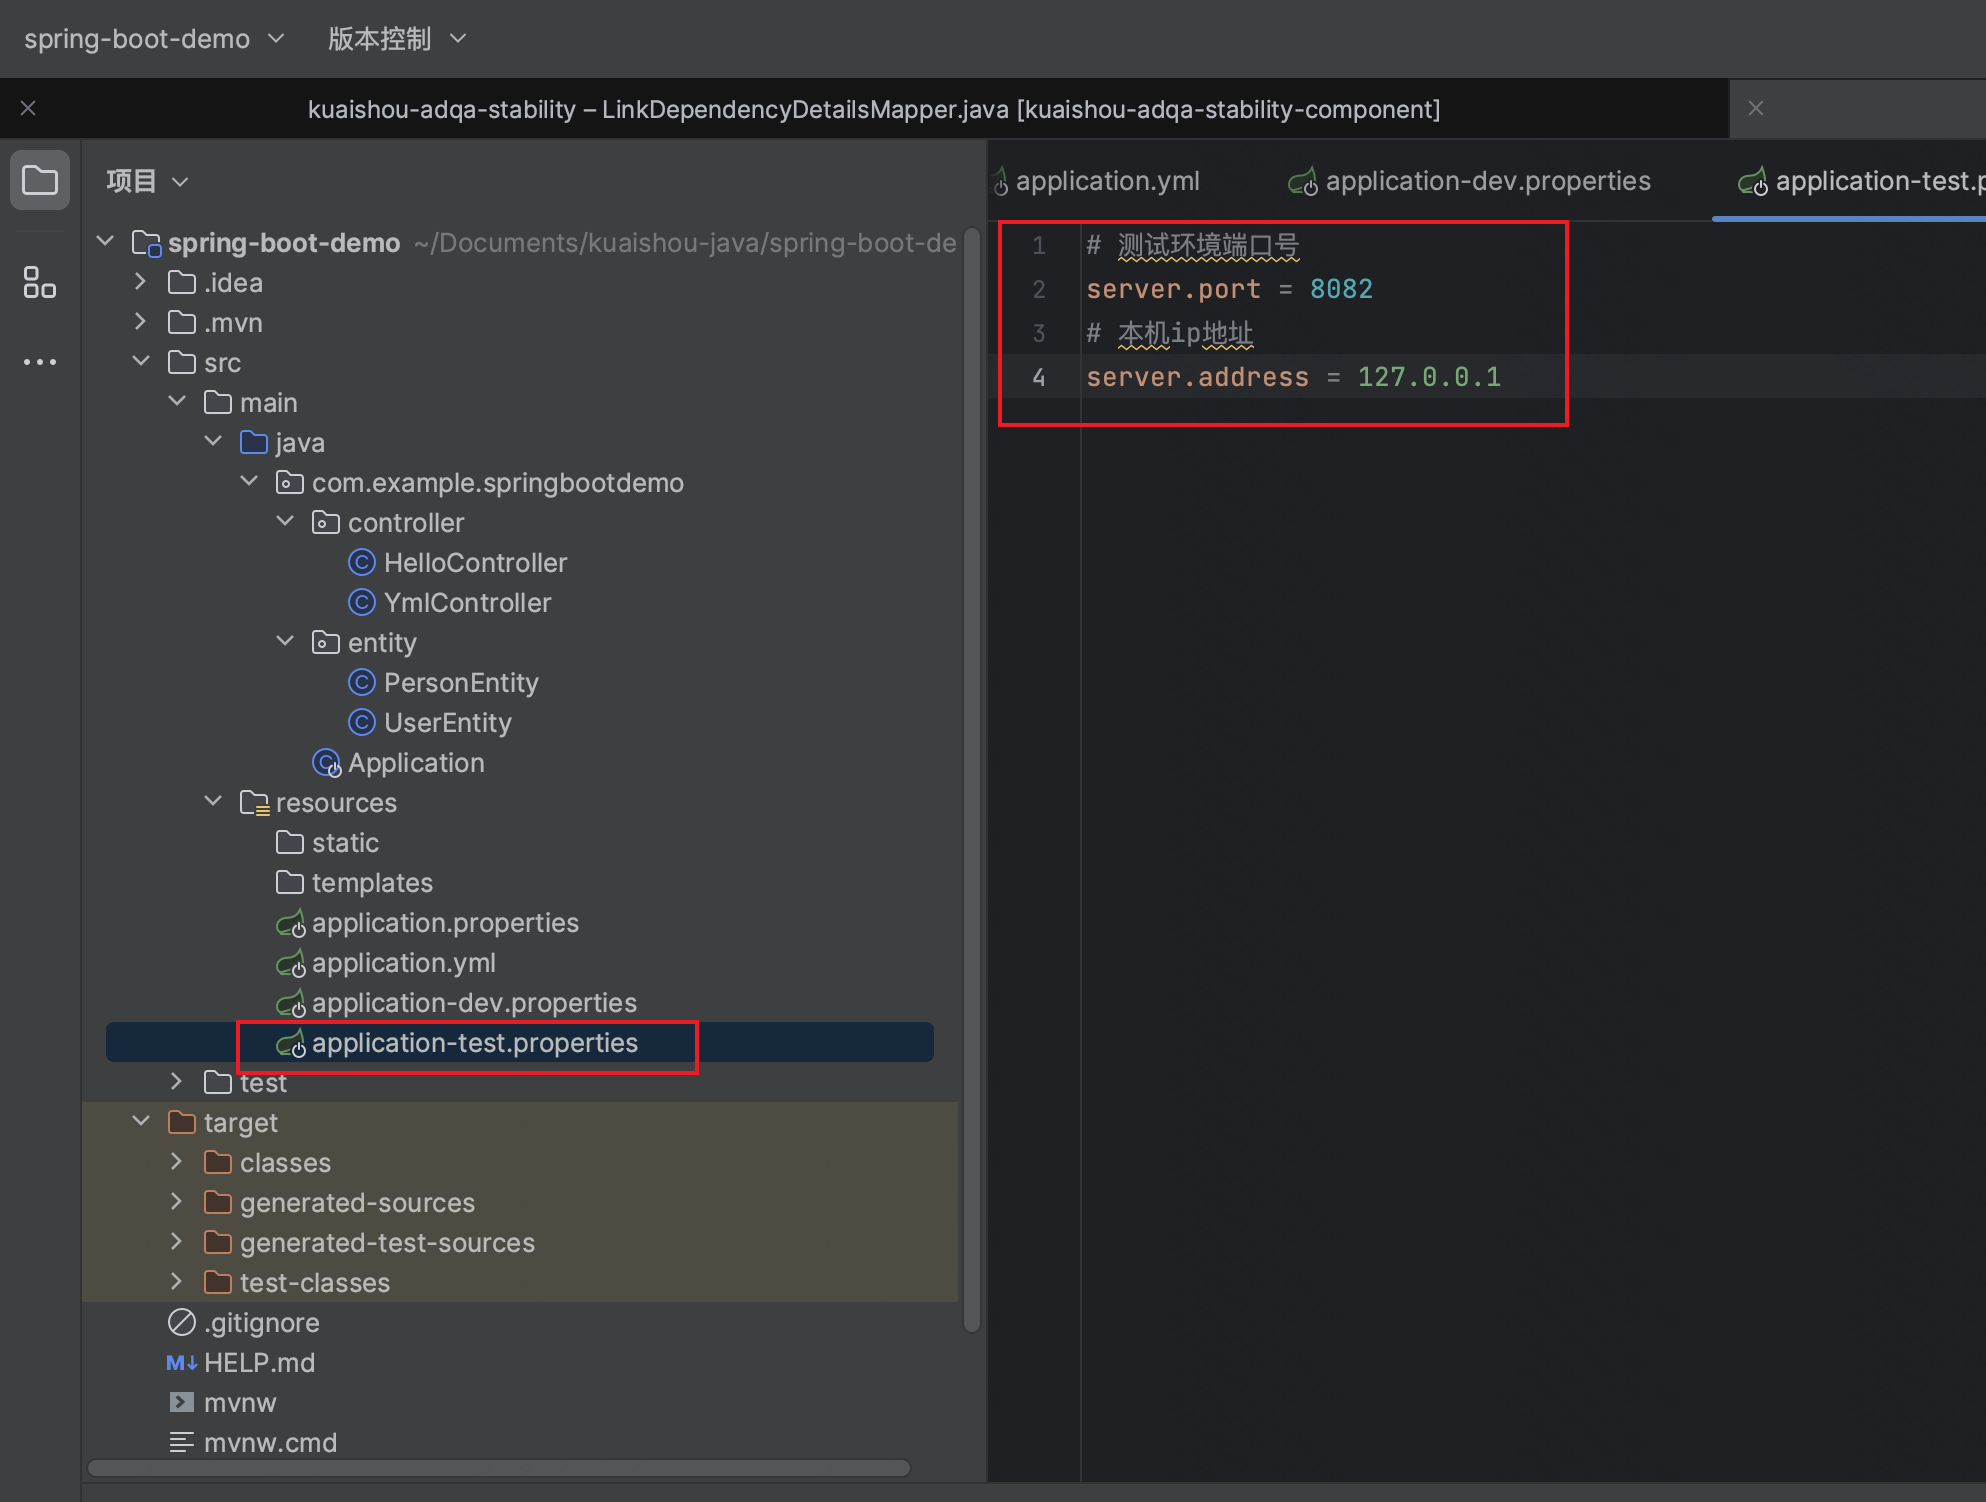 spring-boot-demo 版本控制
kuaishou-adqa-stability – LinkDependencyDetailsMapper.java [kuaishou-adqa-stability-component]
项目
spring-boot-demo ~/Documents/kuaishou-java/spring-boot-de
.idea
.mvn
src
main
java
com.example.springbootdemo
controller
HelloController
YmlController
entity
PersonEntity
UserEntity
Application
resources
static
templates
application.properties
application.yml
application-dev.properties
application-test.properties
test
target
classes
generated-sources
generated-test-sources
test-classes
.gitignore
HELP.md
mvnw
mvnw.cmd
application.yml application-dev.properties application-test.p
1 # 测试环境端口号
2 server.port = 8082
3 # 本机ip地址
4 server.address = 127.0.0.1